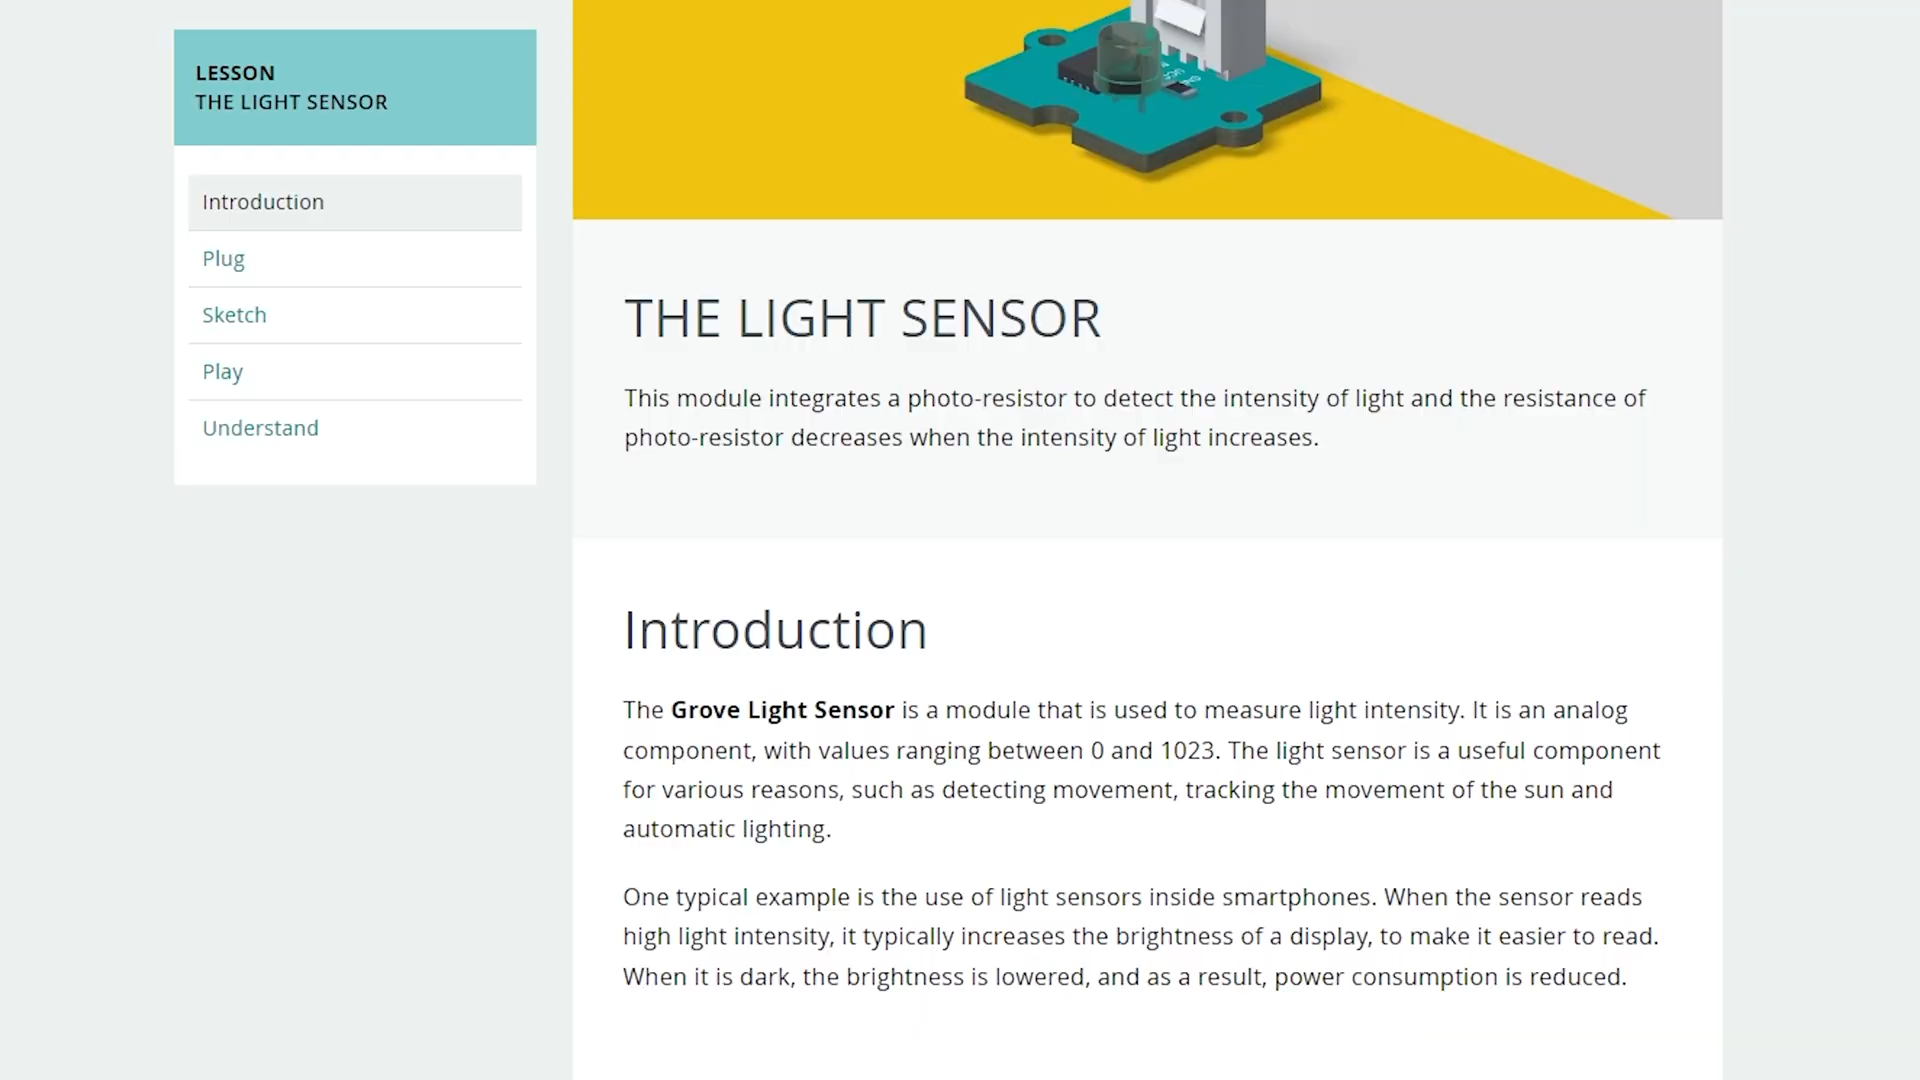 LESSON
THE LIGHT SENSOR
Introduction
Plug
Sketch
Play
Understand
THE LIGHT SENSOR
This module integrates a photo-resistor to detect the intensity of light and the resistance of
photo-resistor decreases when the intensity of light increases.
Introduction
The Grove Light Sensor is a module that is used to measure light intensity. It is an analog
component, with values ranging between 0 and 1023. The light sensor is a useful component
for various reasons, such as detecting movement, tracking the movement of the sun and
automatic lighting.
One typical example is the use of light sensors inside smartphones. When the sensor reads
high light intensity, it typically increases the brightness of a display, to make it easier to read.
When it is dark, the brightness is lowered, and as a result, power consumption is reduced.